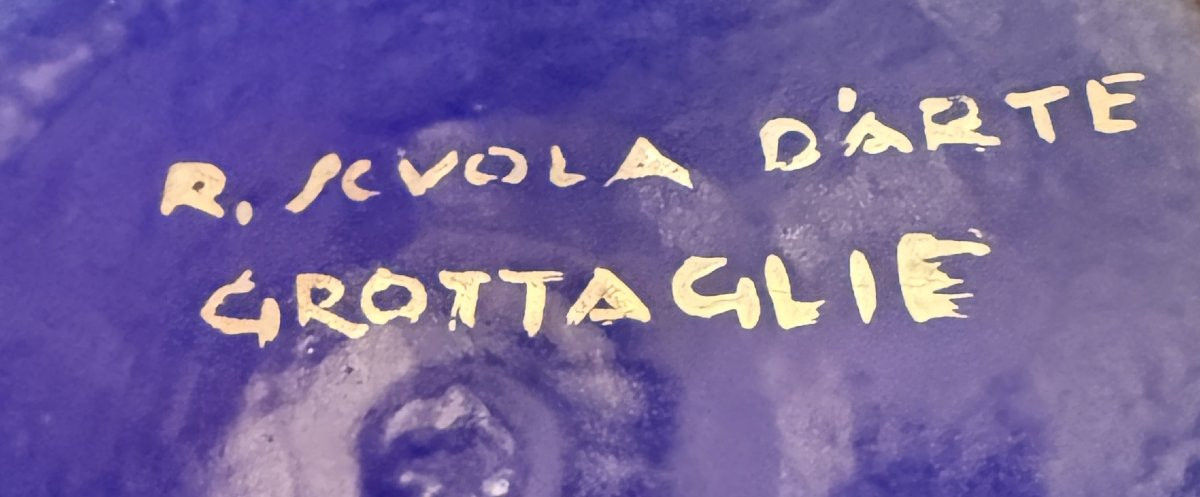 R. SCVOLA D'ARTE
GROTTAGLIE